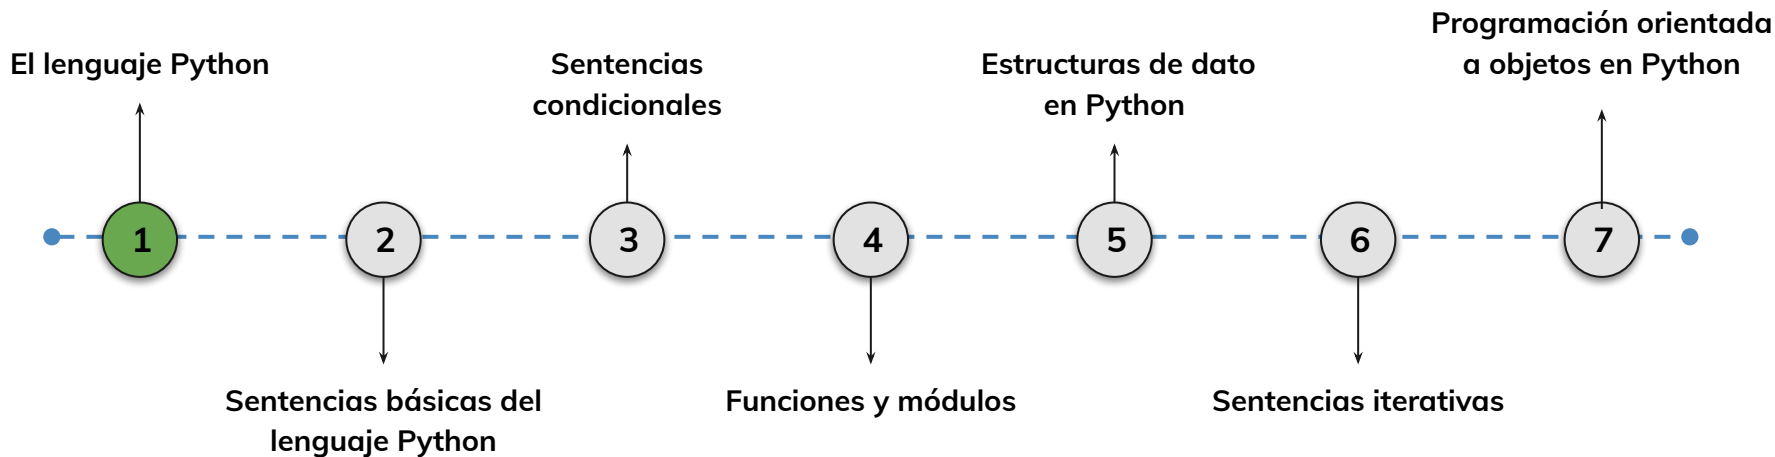 El lenguaje Python
1
Sentencias básicas del
lenguaje Python
2
Sentencias
condicionales
3
Funciones y módulos
4
Estructuras de dato
en Python
5
Sentencias iterativas
6
Programación orientada
a objetos en Python
7